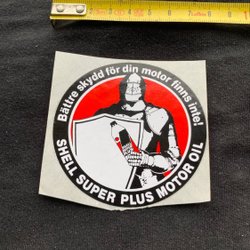 Bättre skydd för din motor finns inte!
SHELL SUPER PLUS MOTOR OIL